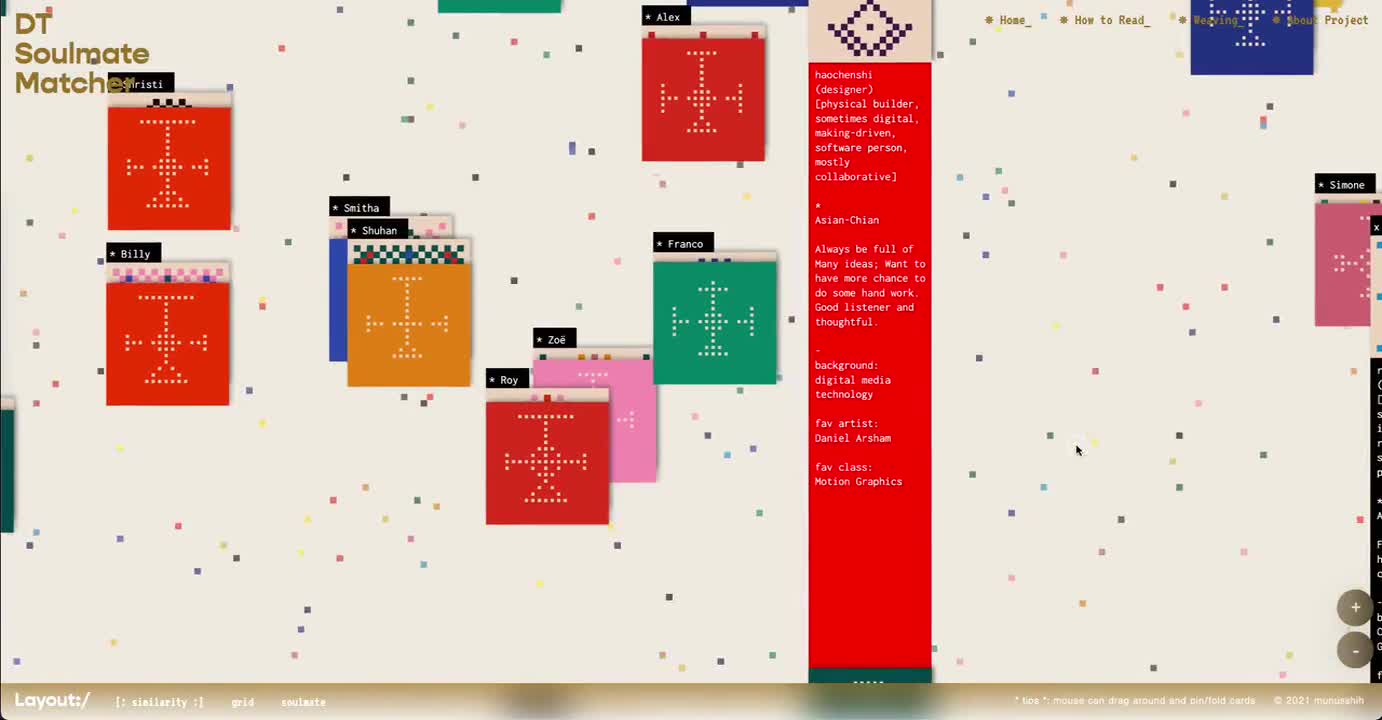 DT
Soulmate
Matcher
* Home_
* How to Read_
* Weaving_
* About Project
* Alex
* Christi
* Smitha
* Shuhan
* Billy
* Franco
* Zoë
* Roy
* Simone
haochenshi
(designer)
[physical builder,
sometimes digital,
making-driven,
software person,
mostly
collaborative]
*
Asian-Chian
Always be full of
Many ideas; Want to
have more chance to
do some hand work.
Good listener and
thoughtful.
-
background:
digital media
technology
fav artist:
Daniel Arsham
fav class:
Motion Graphics
+
-
Layout:/
[: similarity :]
grid
soulmate
* tips *: mouse can drag around and pin/fold cards
© 2021 munusshih